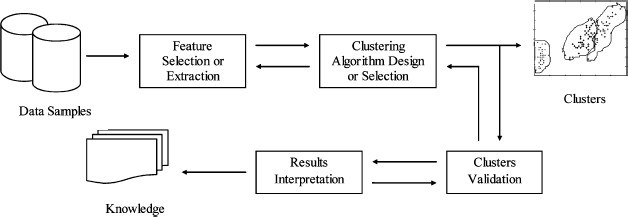 Feature
Selection or
Extraction
Clustering
Algorithm Design
or Selection
Data Samples
Clusters
Results
Interpretation
Clusters
Validation
Knowledge